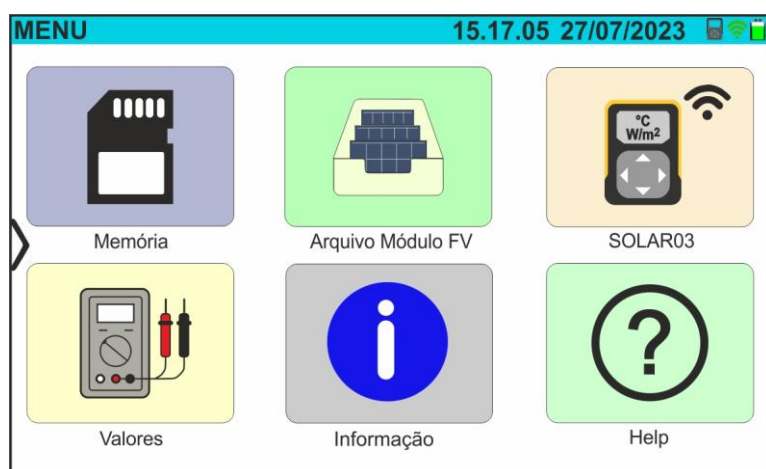 MENU 15.17.05 27/07/2023
°C
W/m²
Memória Arquivo Módulo FV SOLAR03
Valores Informação Help